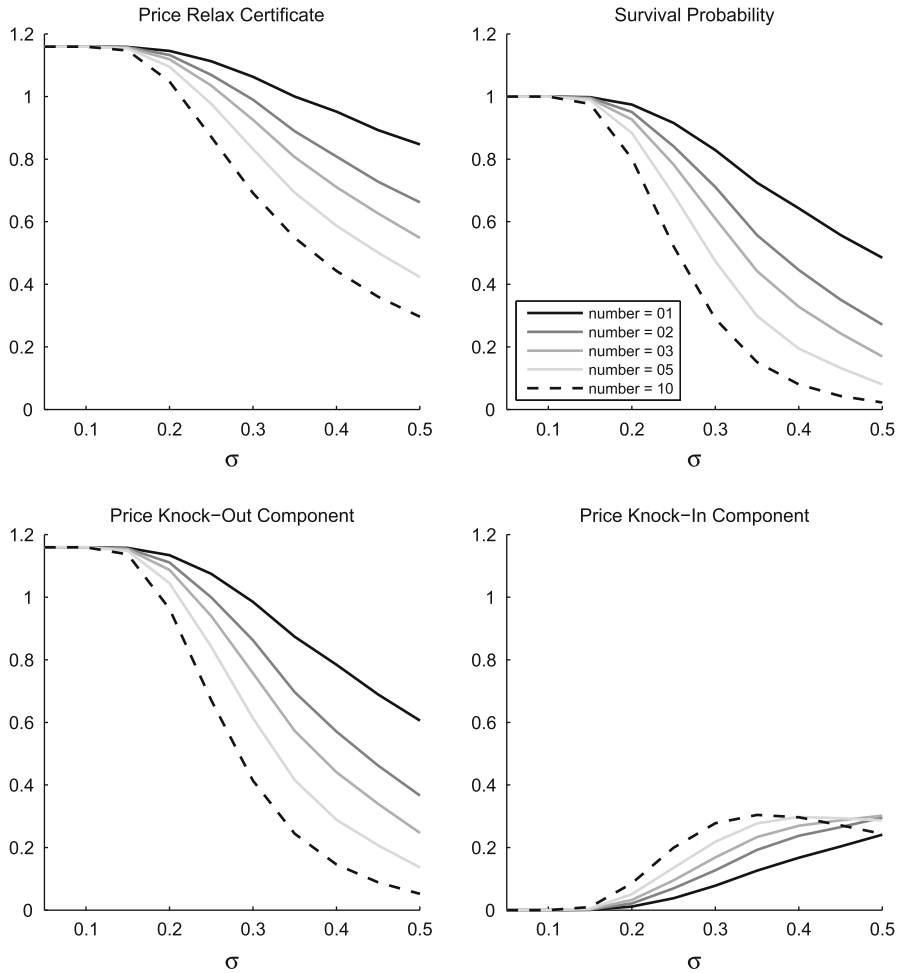 Price Relax Certificate
1.2
1
0.8
0.6
0.4
0.2
0
0.1 0.2 0.3 0.4 0.5
σ
Survival Probability
1.2
1
0.8
0.6
0.4
0.2
0
number = 01
number = 02
number = 03
number = 05
number = 10
0.1 0.2 0.3 0.4 0.5
σ
Price Knock−Out Component
1.2
1
0.8
0.6
0.4
0.2
0
0.1 0.2 0.3 0.4 0.5
σ
Price Knock−In Component
1.2
1
0.8
0.6
0.4
0.2
0
0.1 0.2 0.3 0.4 0.5
σ